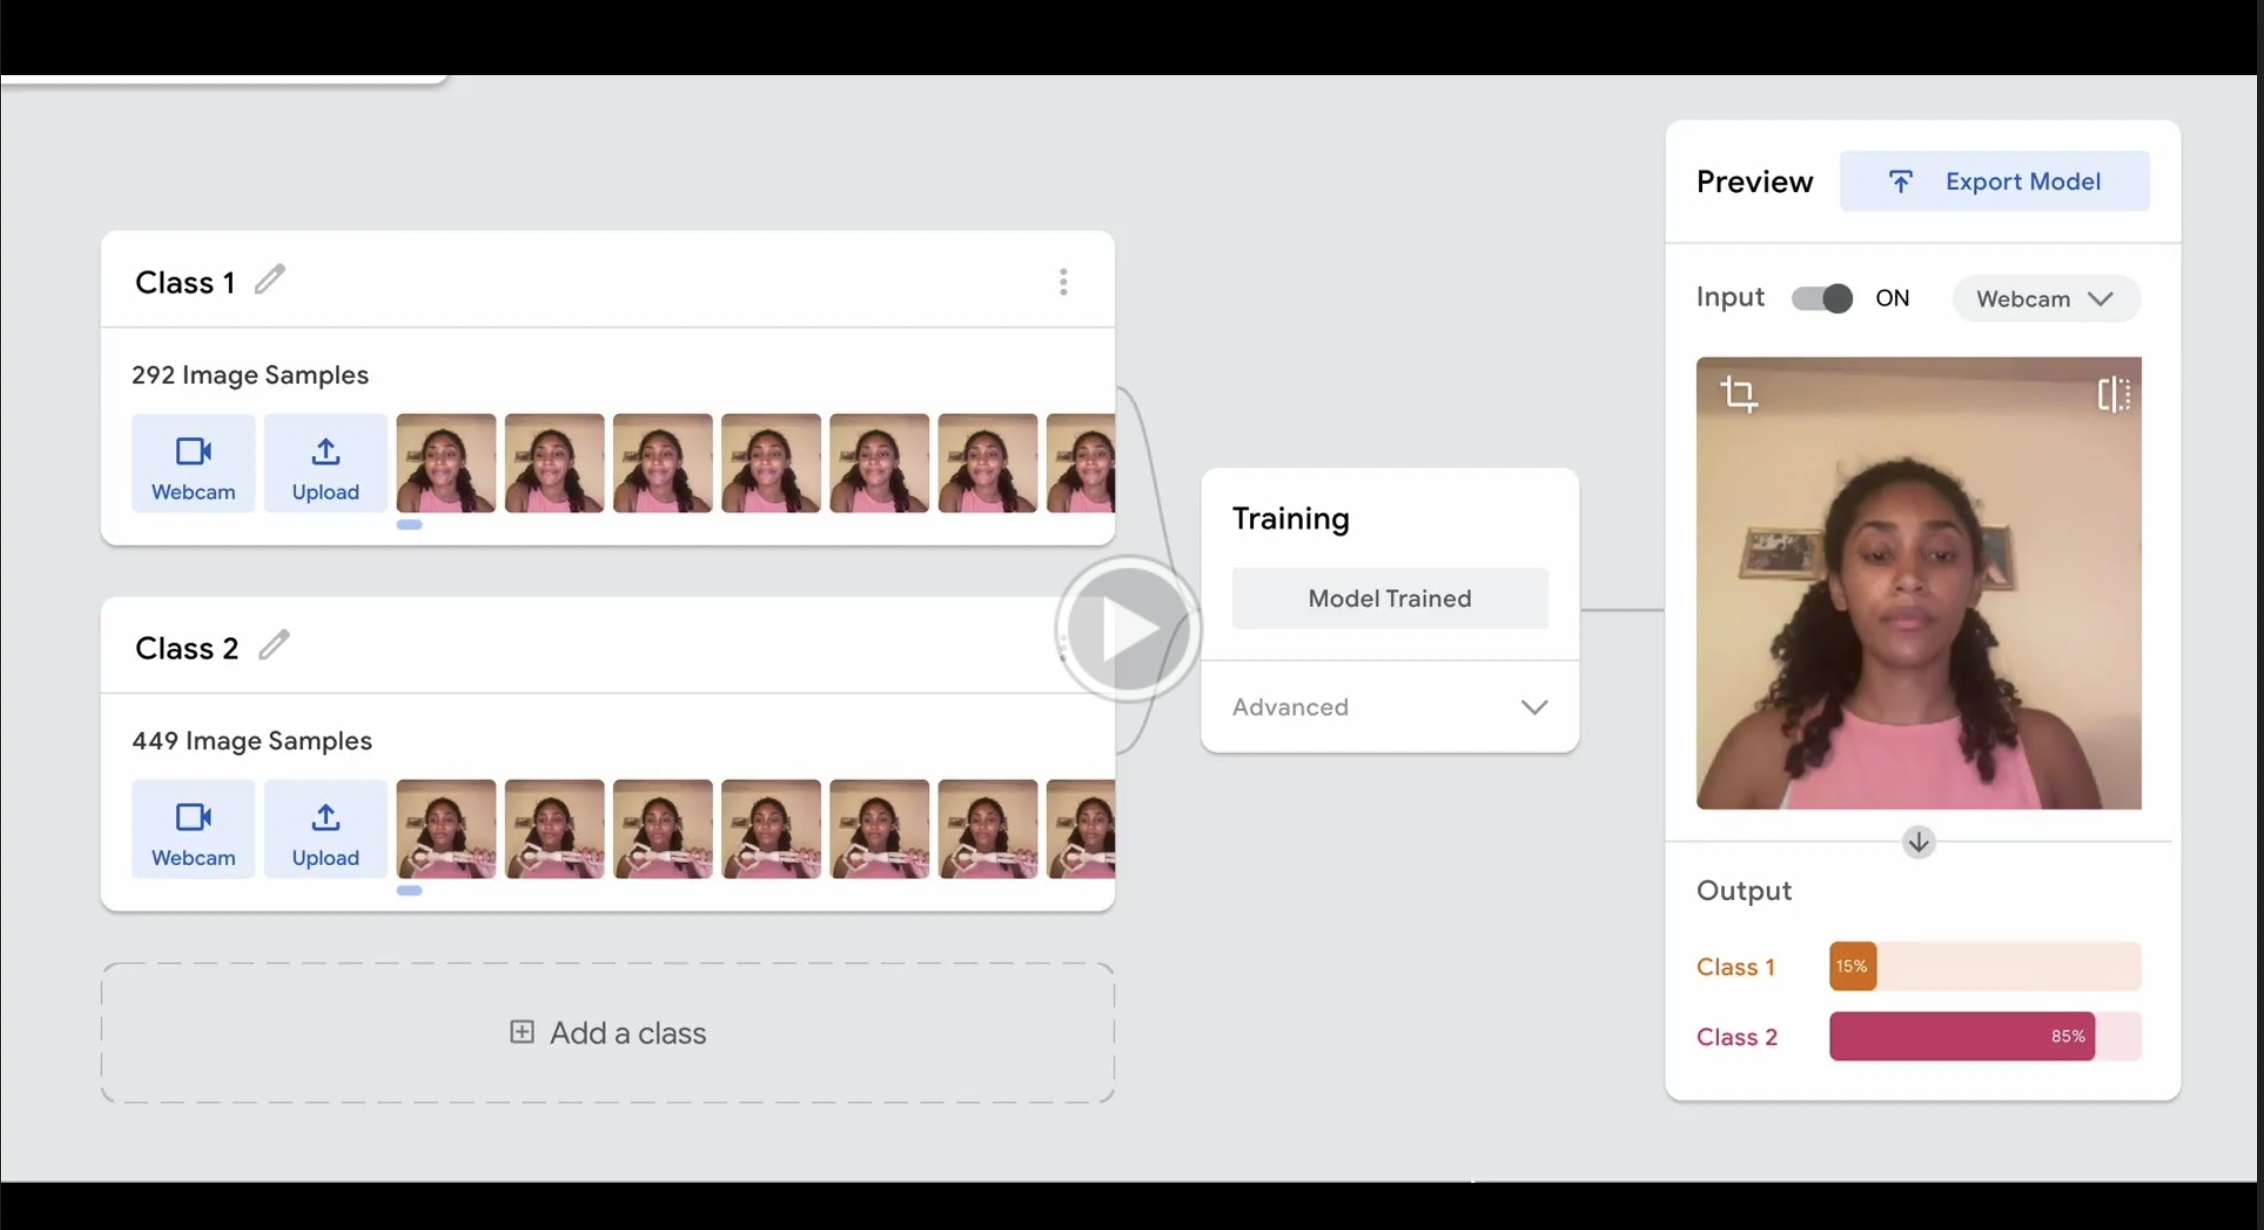 Class 1
292 Image Samples
Webcam
Upload
Class 2
449 Image Samples
Webcam
Upload
Add a class
Training
Model Trained
Advanced
Preview
Export Model
Input
ON
Webcam
Output
Class 1
15%
Class 2
85%